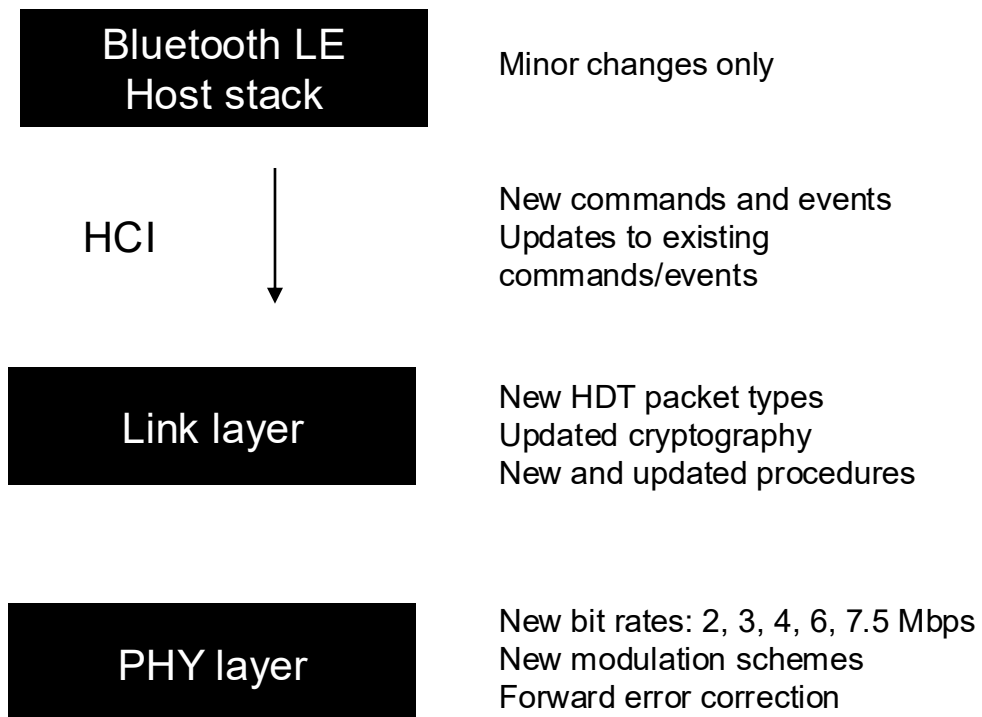 Bluetooth LE
Host stack
Minor changes only
HCI
New commands and events
Updates to existing
commands/events
Link layer
New HDT packet types
Updated cryptography
New and updated procedures
PHY layer
New bit rates: 2, 3, 4, 6, 7.5 Mbps
New modulation schemes
Forward error correction